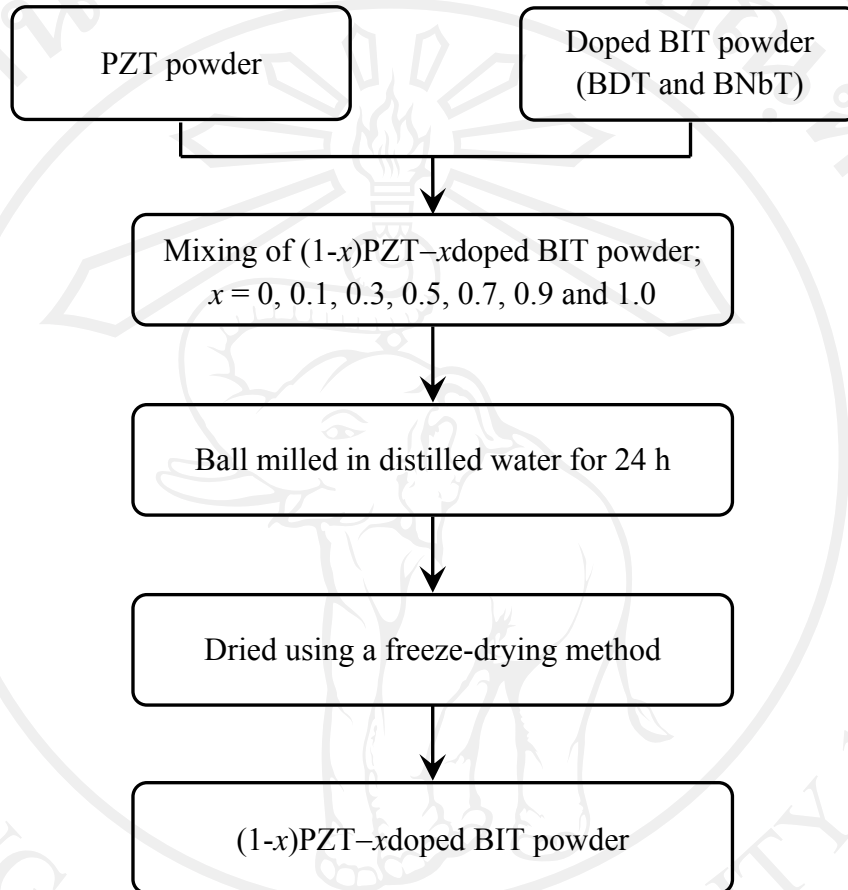 PZT powder
Doped BIT powder
(BDT and BNbT)
Mixing of (1-x)PZT–xdoped BIT powder;
x = 0, 0.1, 0.3, 0.5, 0.7, 0.9 and 1.0
Ball milled in distilled water for 24 h
Dried using a freeze-drying method
(1-x)PZT–xdoped BIT powder